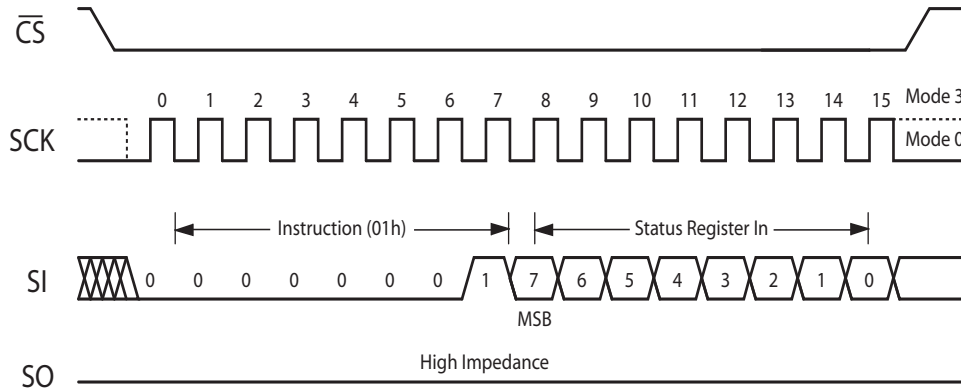 CS
0 1 2 3 4 5 6 7 8 9 10 11 12 13 14 15 Mode 3
SCK Mode 0
Instruction (01h) Status Register In
SI 0 0 0 0 0 0 0 1 7 6 5 4 3 2 1 0
MSB
High Impedance
SO